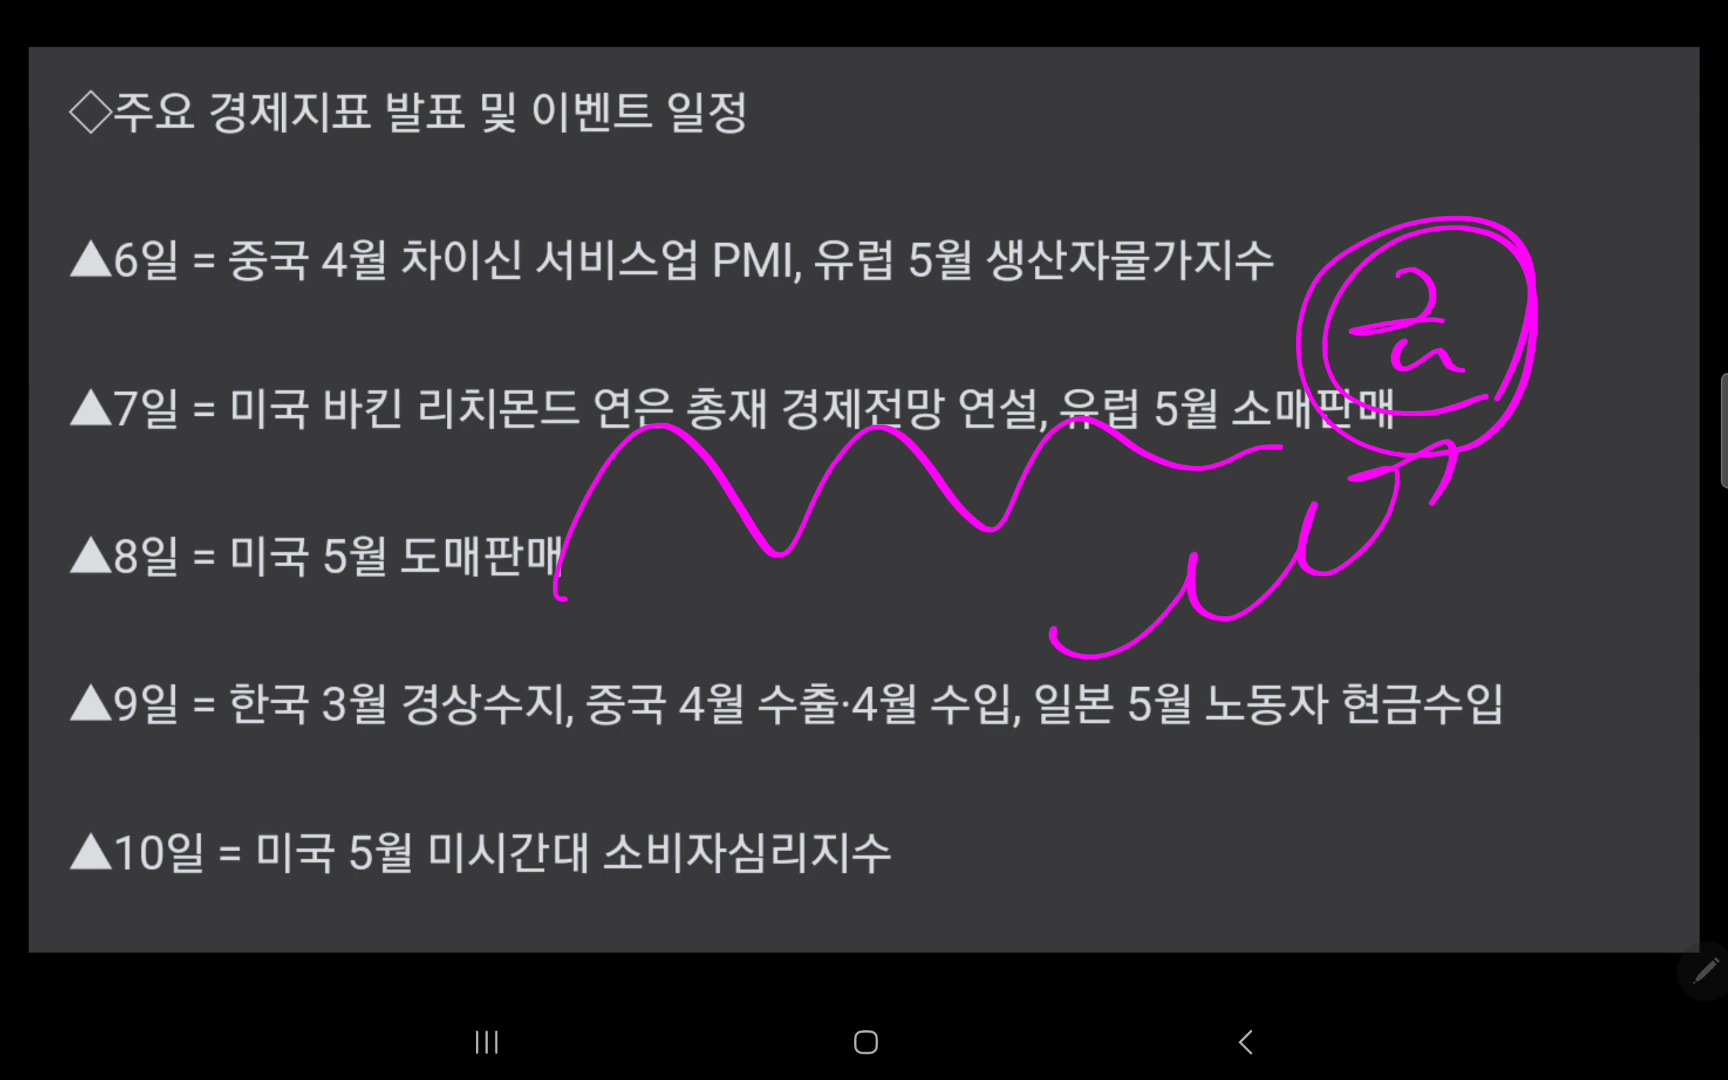 ◇주요 경제지표 발표 및 이벤트 일정
▲6일 = 중국 4월 차이신 서비스업 PMI, 유럽 5월 생산자물가지수
▲7일 = 미국 바킨 리치몬드 연은 총재 경제전망 연설, 유럽 5월 소매판매
▲8일 = 미국 5월 도매판매
▲9일 = 한국 3월 경상수지, 중국 4월 수출·4월 수입, 일본 5월 노동자 현금수입
▲10일 = 미국 5월 미시간대 소비자심리지수